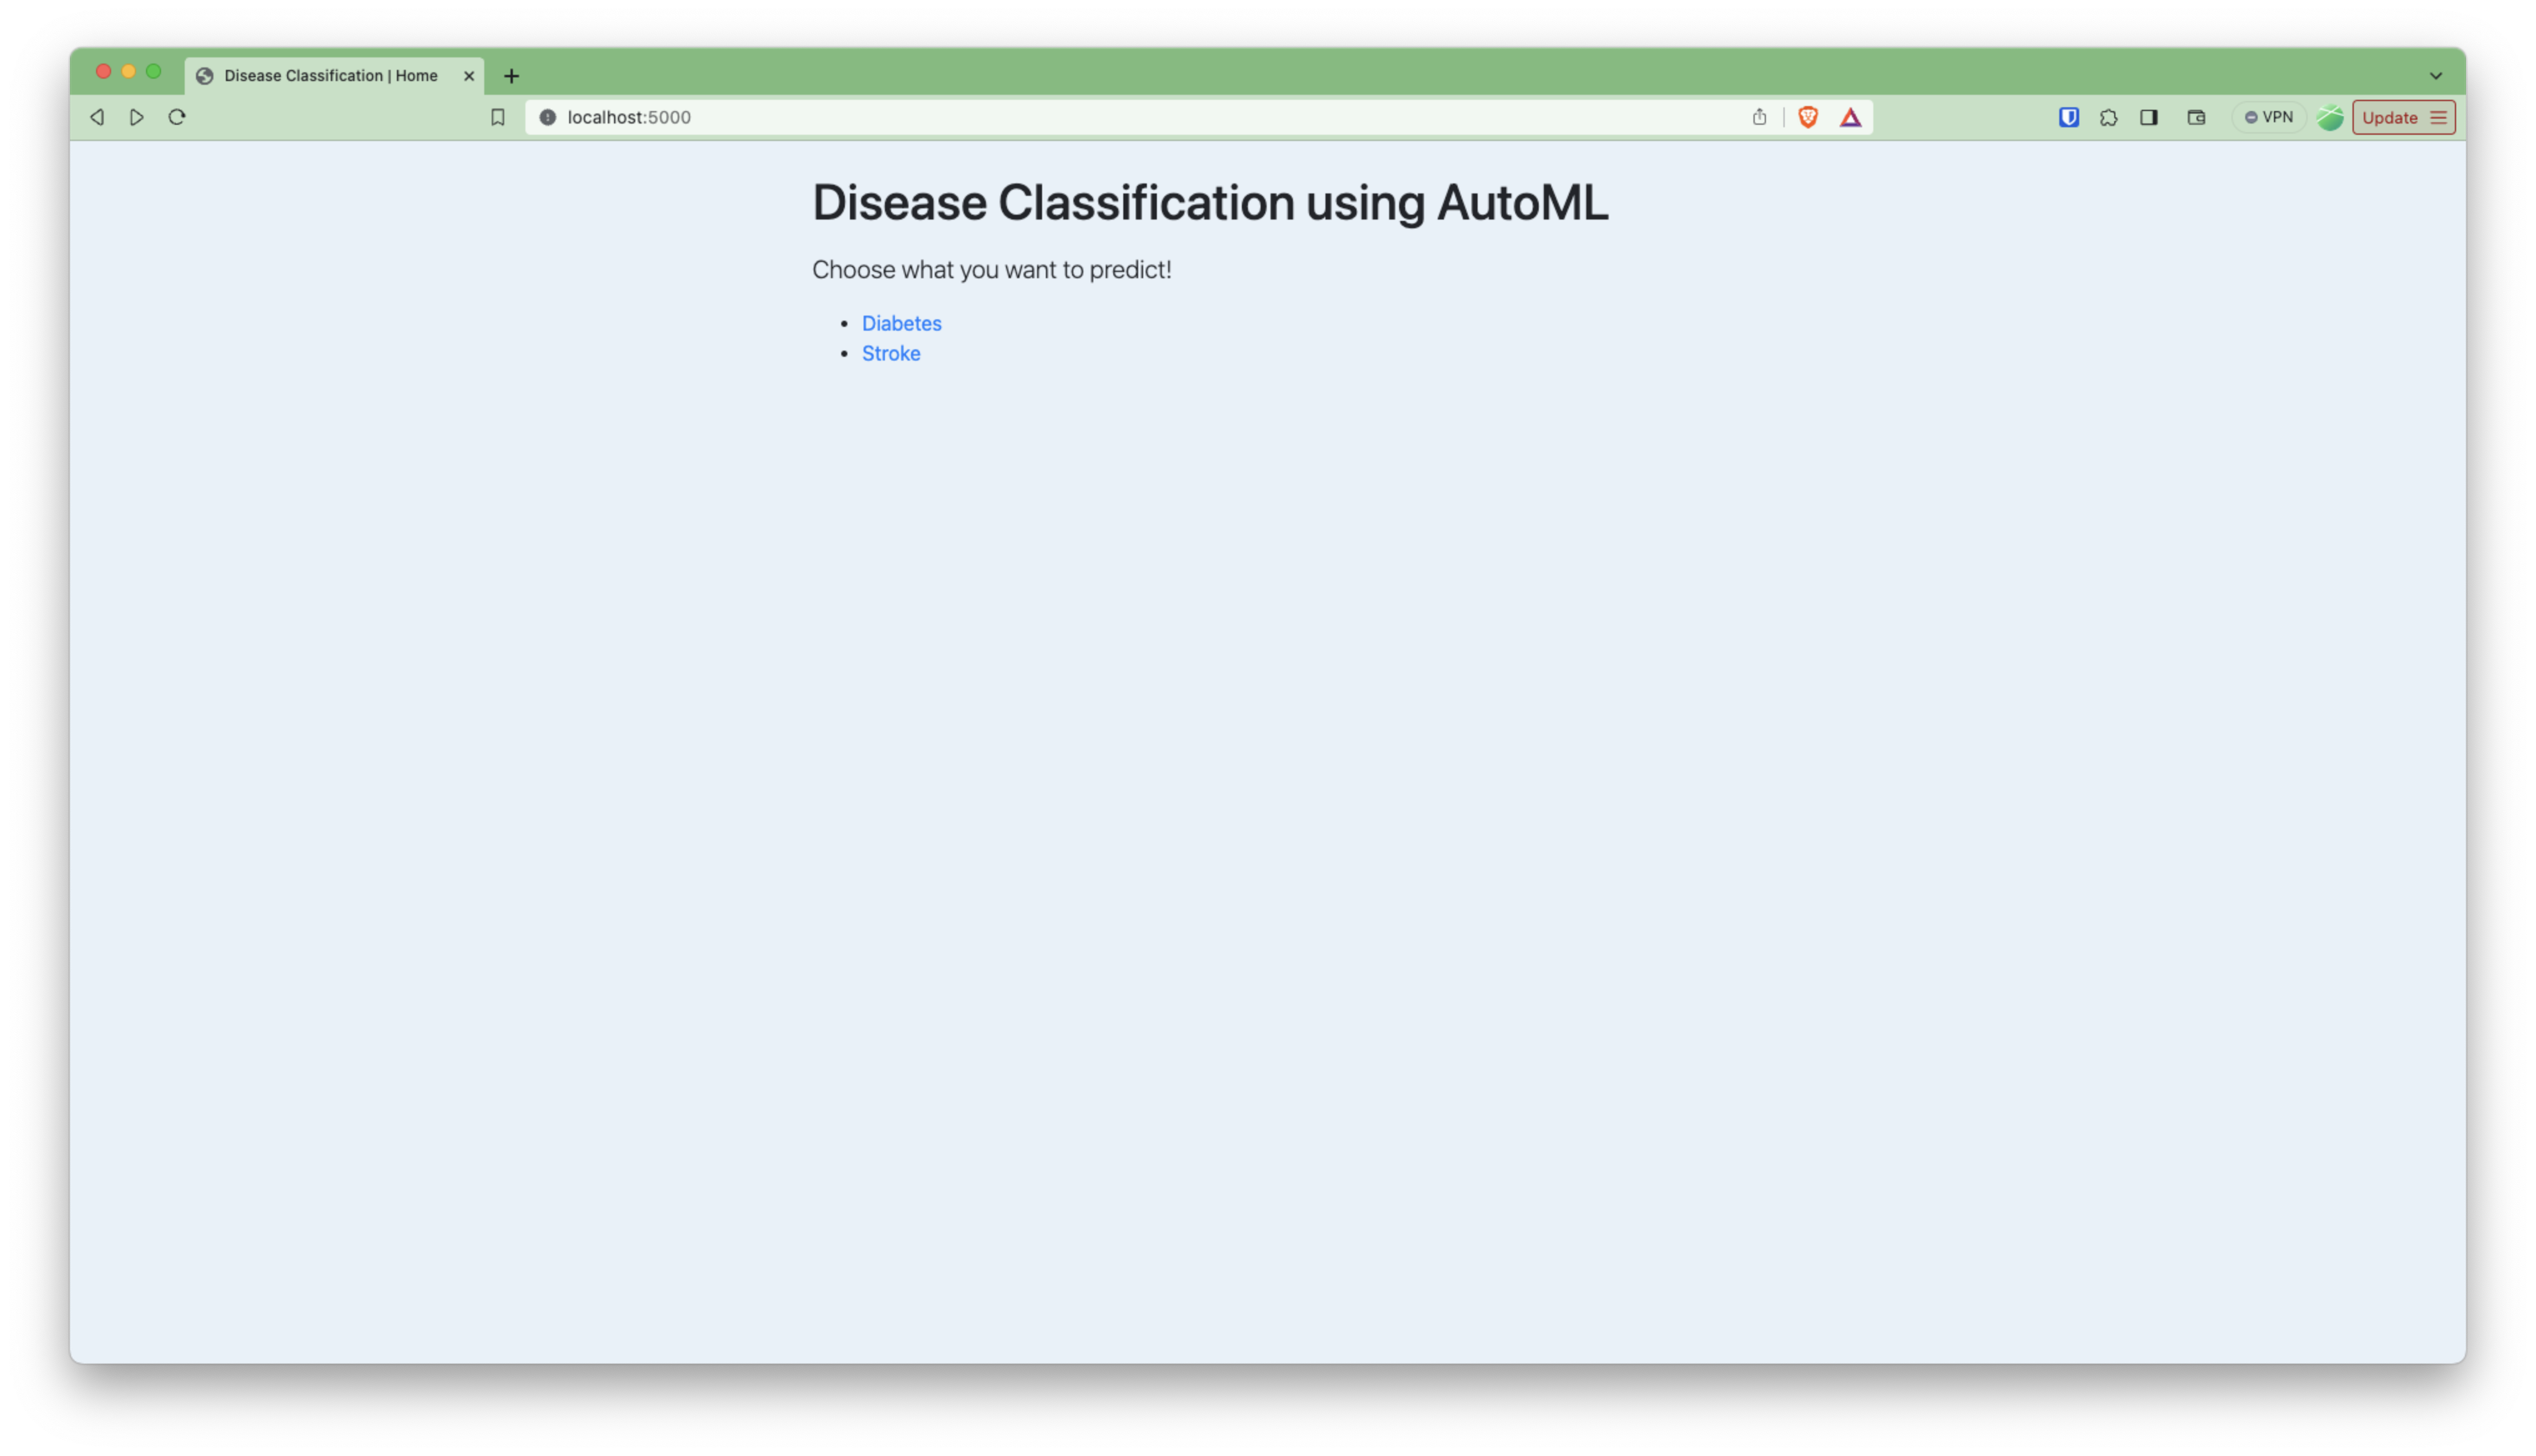 Disease Classification | Home
localhost:5000
VPN
Update
Disease Classification using AutoML
Choose what you want to predict!
Diabetes
Stroke